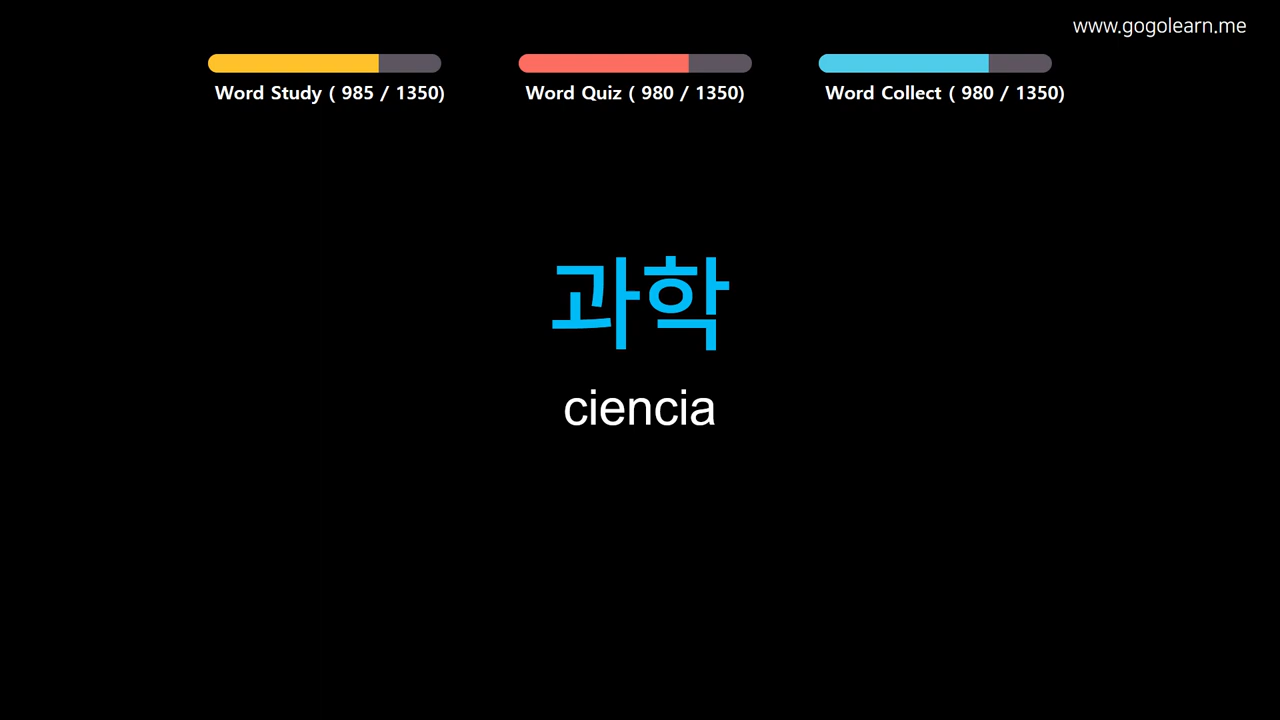 www.gogolearn.me
Word Study ( 985 / 1350)
Word Quiz ( 980 / 1350)
Word Collect ( 980 / 1350)
과학
ciencia